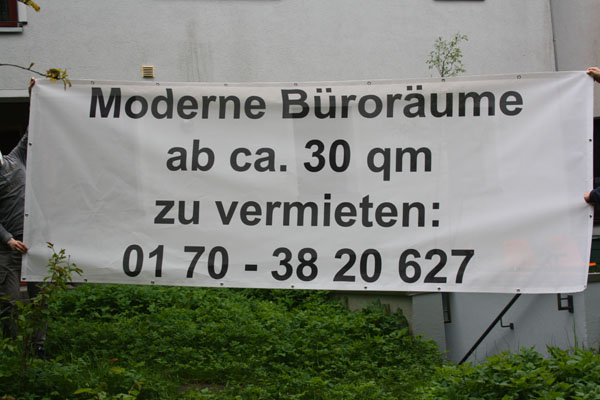 Moderne Büroräume
ab ca. 30 qm
zu vermieten:
01 70 - 38 20 627